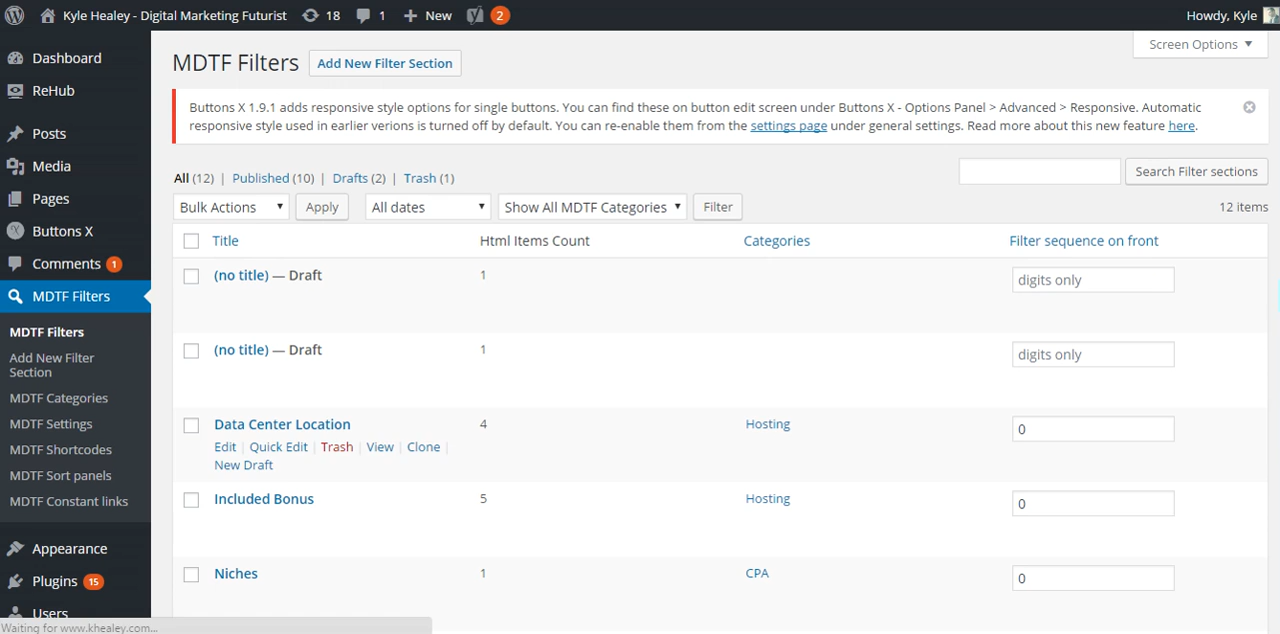 Kyle Healey - Digital Marketing Futurist 18 1 New 2 Howdy, Kyle
Dashboard
ReHub
Posts
Media
Pages
Buttons X
Comments 1
MDTF Filters
MDTF Filters
Add New Filter
Section
MDTF Categories
MDTF Settings
MDTF Shortcodes
MDTF Sort panels
MDTF Constant links
Appearance
Plugins 15
Users
Screen Options
MDTF Filters Add New Filter Section
Buttons X 1.9.1 adds responsive style options for single buttons. You can find these on button edit screen under Buttons X - Options Panel > Advanced > Responsive. Automatic
responsive style used in earlier verions is turned off by default. You can re-enable them from the settings page under general settings. Read more about this new feature here.
All (12) | Published (10) | Drafts (2) | Trash (1)
Search Filter sections
Bulk Actions Apply All dates Show All MDTF Categories Filter 12 items
Title Html Items Count Categories Filter sequence on front
(no title) — Draft 1 digits only
(no title) — Draft 1 digits only
Data Center Location 4 Hosting 0
Edit | Quick Edit | Trash | View | Clone |
New Draft
Included Bonus 5 Hosting 0
Niches 1 CPA 0
Waiting for www.khealey.com...